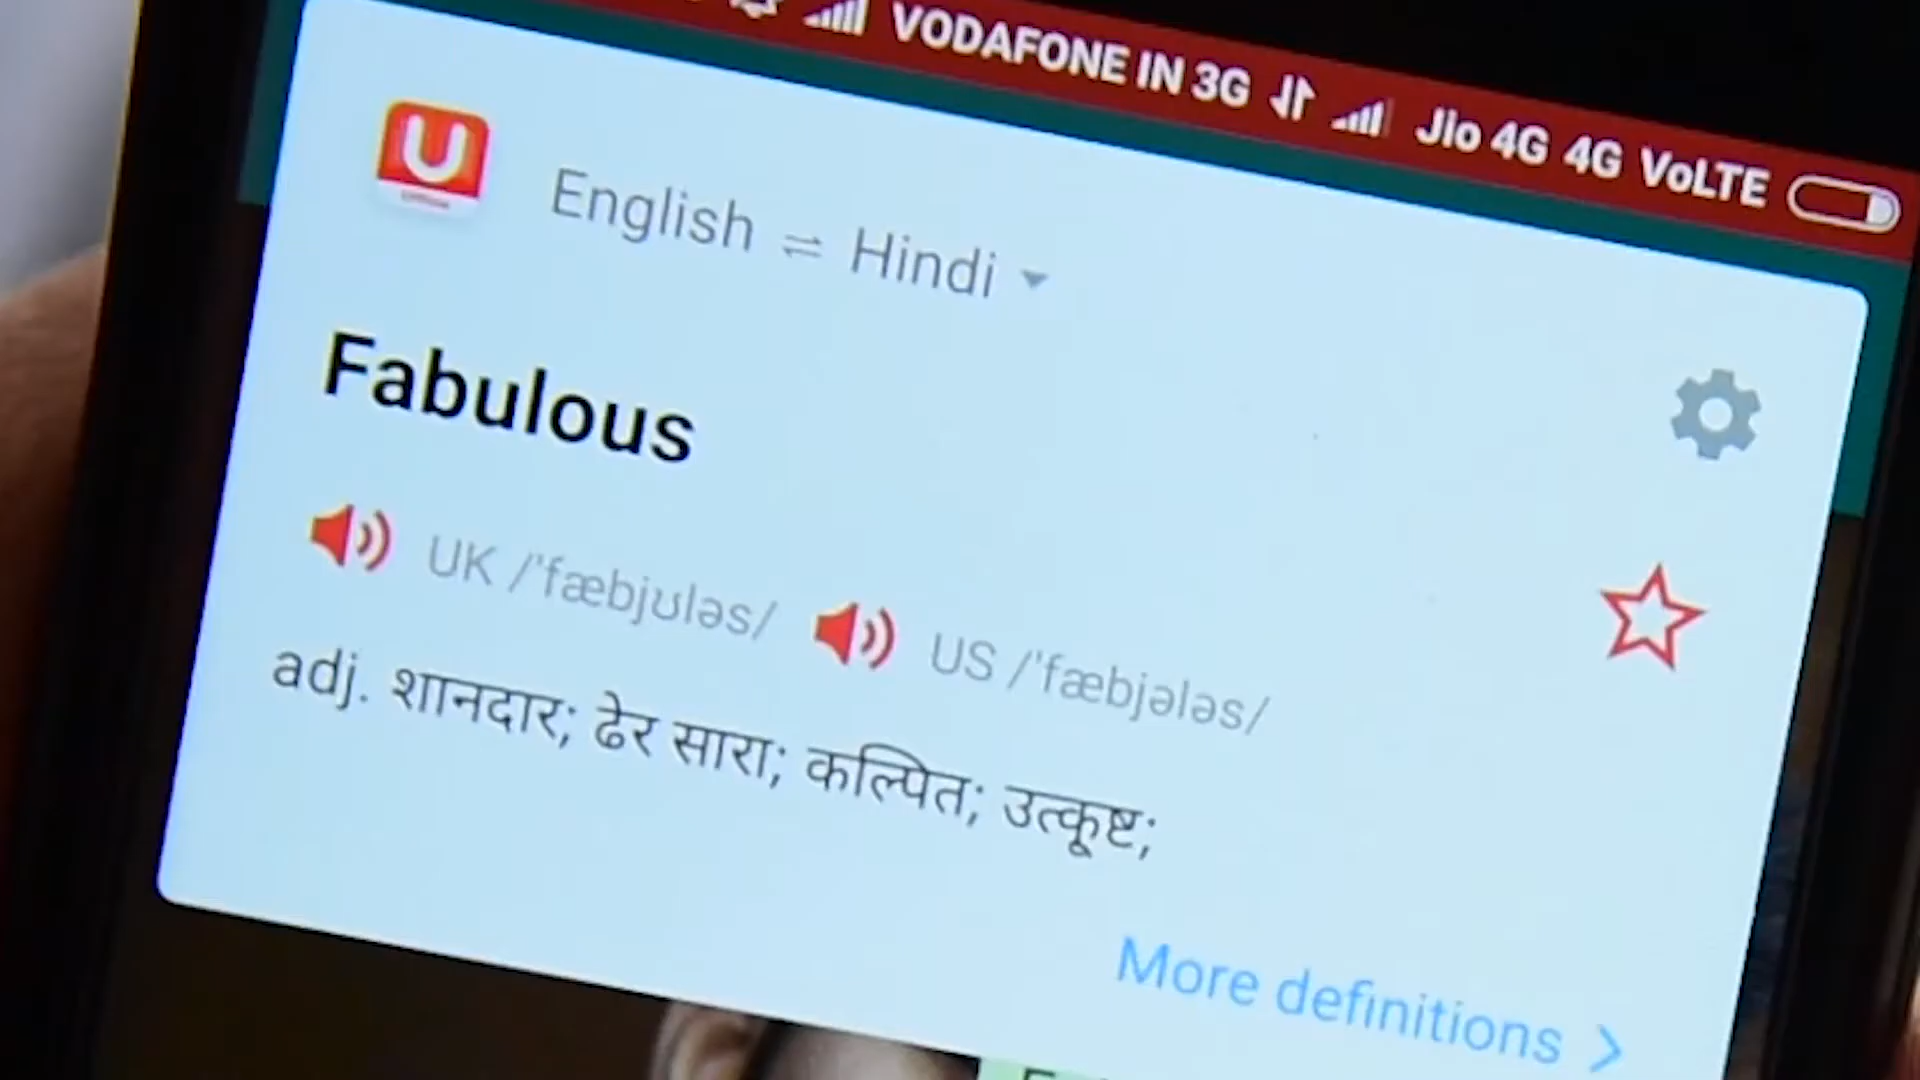 VODAFONE IN 3G Jio 4G 4G VoLTE
U
English ⇌ Hindi
Fabulous
UK /'fæbjʊləs/ US /'fæbjələs/
adj. शानदार; ढेर सारा; कल्पित; उत्कृष्ट;
More definitions >